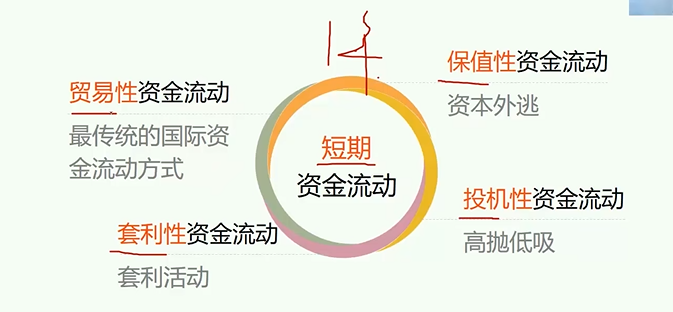 1年
贸易性资金流动
最传统的国际资
金流动方式
保值性资金流动
资本外逃
短期
资金流动
套利性资金流动
套利活动
投机性资金流动
高抛低吸